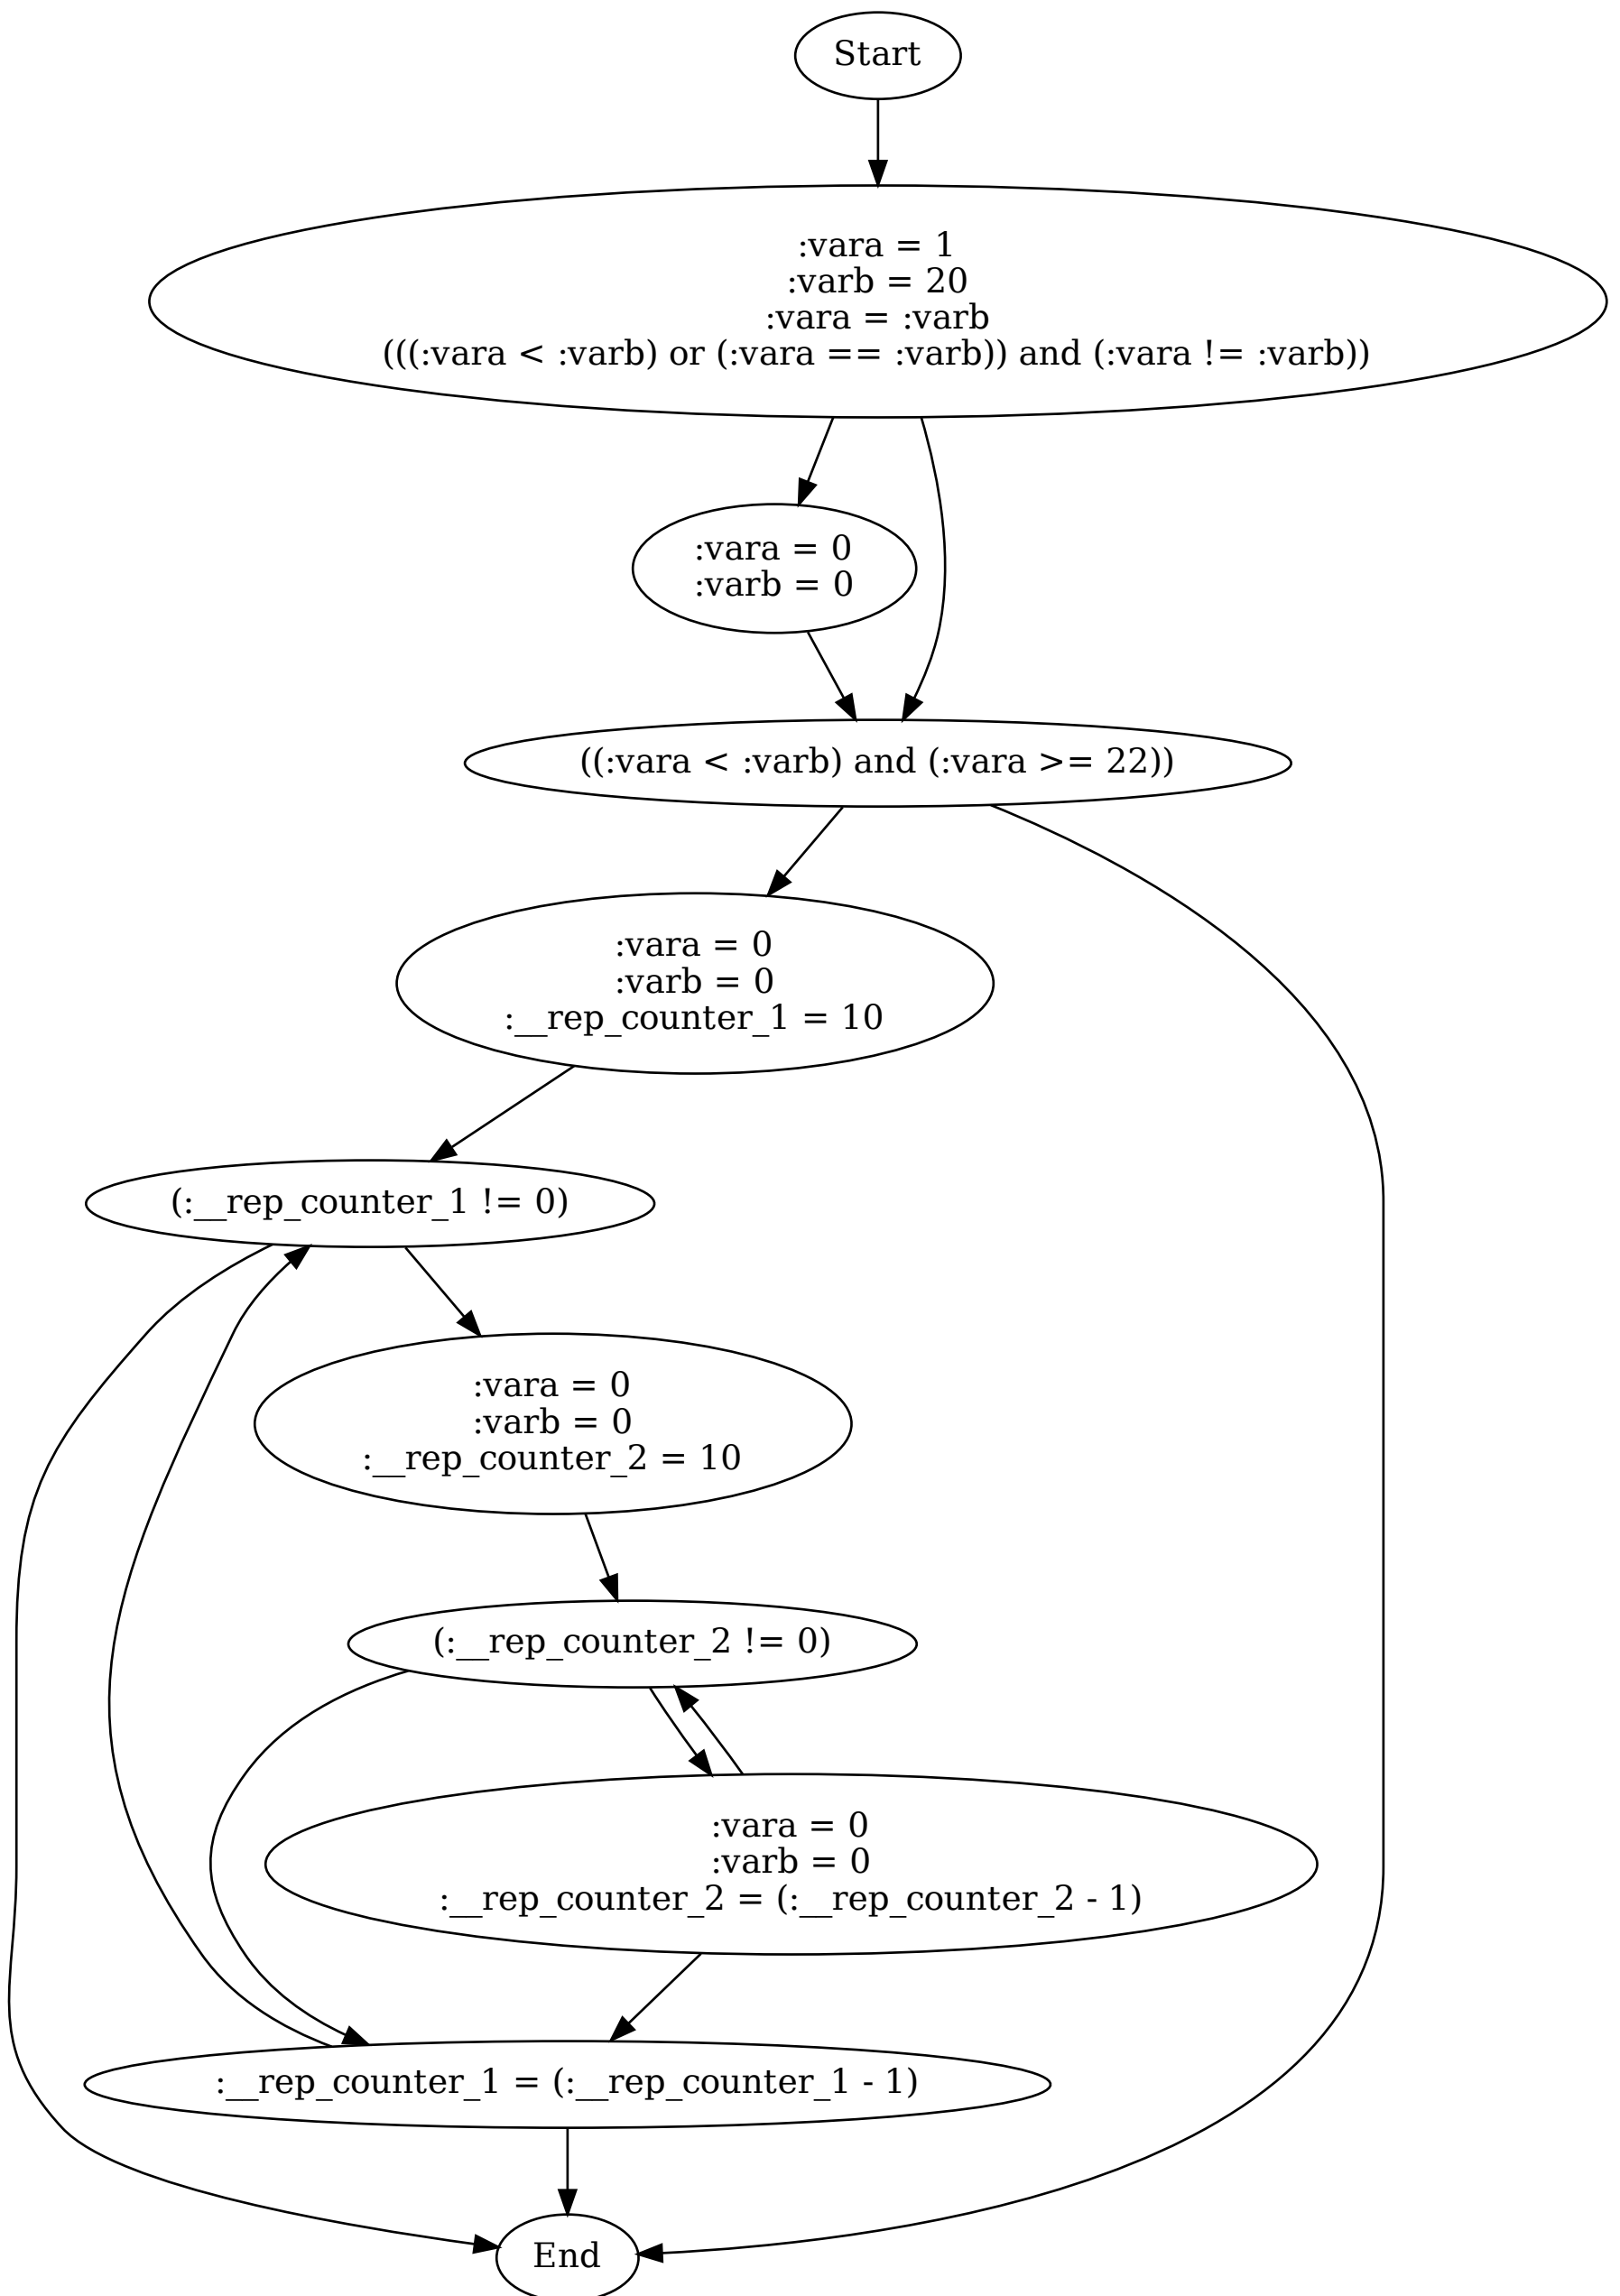 Start
:vara = 1
:varb = 20
:vara = :varb
(((:vara < :varb) or (:vara == :varb)) and (:vara != :varb))
:vara = 0
:varb = 0
((:vara < :varb) and (:vara >= 22))
:vara = 0
:varb = 0
:__rep_counter_1 = 10
(:__rep_counter_1 != 0)
:vara = 0
:varb = 0
:__rep_counter_2 = 10
(:__rep_counter_2 != 0)
:vara = 0
:varb = 0
:__rep_counter_2 = (:__rep_counter_2 - 1)
:__rep_counter_1 = (:__rep_counter_1 - 1)
End